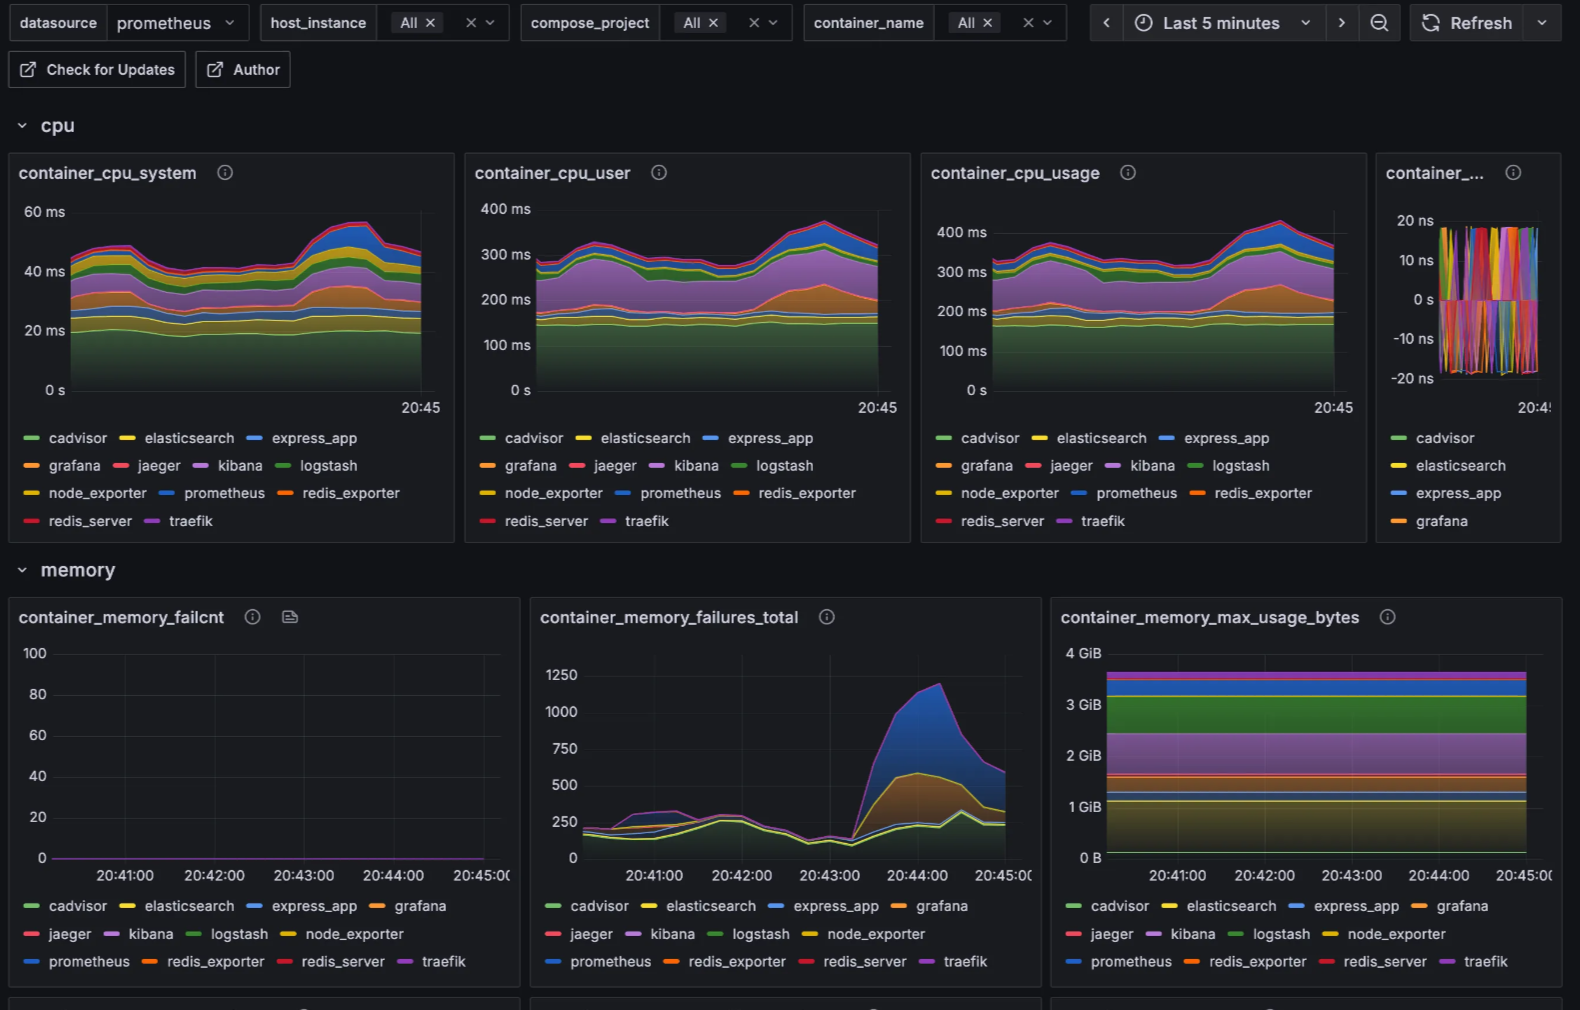 datasource prometheus host_instance All compose_project All container_name All Last 5 minutes Refresh
Check for Updates Author
cpu
container_cpu_system
60 ms
40 ms
20 ms
0 s
20:45
cadvisor elasticsearch express_app
grafana jaeger kibana logstash
node_exporter prometheus redis_exporter
redis_server traefik
container_cpu_user
400 ms
300 ms
200 ms
100 ms
0 s
20:45
cadvisor elasticsearch express_app
grafana jaeger kibana logstash
node_exporter prometheus redis_exporter
redis_server traefik
container_cpu_usage
400 ms
300 ms
200 ms
100 ms
0 s
20:45
cadvisor elasticsearch express_app
grafana jaeger kibana logstash
node_exporter prometheus redis_exporter
redis_server traefik
container_...
20 ns
10 ns
0 s
-10 ns
-20 ns
20:4
cadvisor
elasticsearch
express_app
grafana
memory
container_memory_failcnt
100
80
60
40
20
0
20:41:00 20:42:00 20:43:00 20:44:00 20:45:0
cadvisor elasticsearch express_app grafana
jaeger kibana logstash node_exporter
prometheus redis_exporter redis_server traefik
container_memory_failures_total
1250
1000
750
500
250
0
20:41:00 20:42:00 20:43:00 20:44:00 20:45:0
cadvisor elasticsearch express_app grafana
jaeger kibana logstash node_exporter
prometheus redis_exporter redis_server traefik
container_memory_max_usage_bytes
4 GiB
3 GiB
2 GiB
1 GiB
0 B
20:41:00 20:42:00 20:43:00 20:44:00 20:45:0
cadvisor elasticsearch express_app grafana
jaeger kibana logstash node_exporter
prometheus redis_exporter redis_server traefik